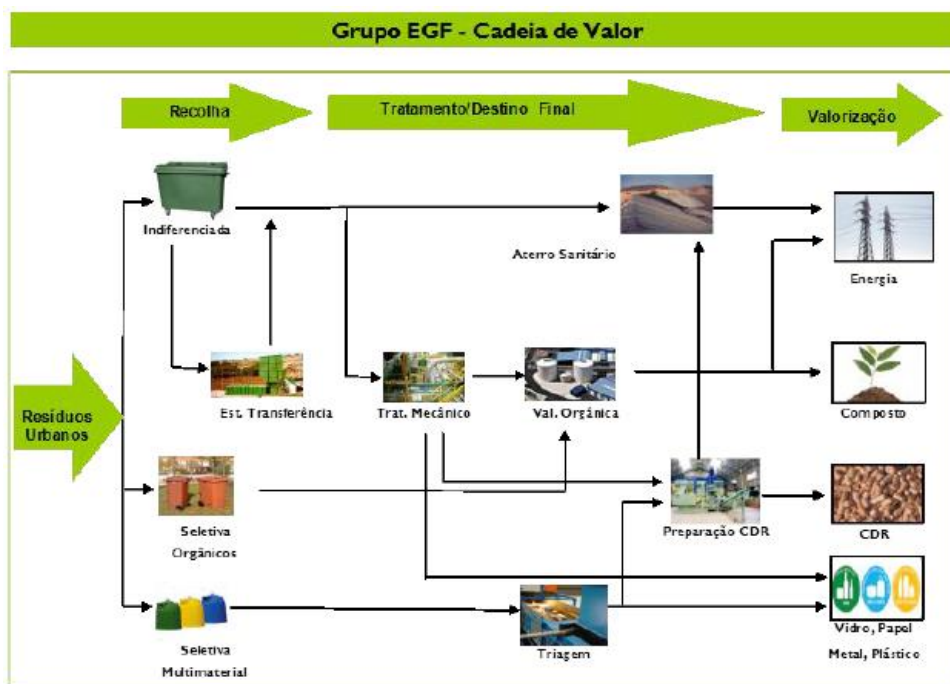 Grupo EGF - Cadeia de Valor
Recolha
Tratamento/Destino Final
Valorização
Indiferenciada
Aterro Sanitário
Energia
Est. Transferência
Trat. Mecânico
Val. Orgânica
Composto
Resíduos
Urbanos
Seletiva
Orgânicos
Preparação CDR
CDR
Seletiva
Multimaterial
Triagem
Vidro, Papel
Metal, Plástico